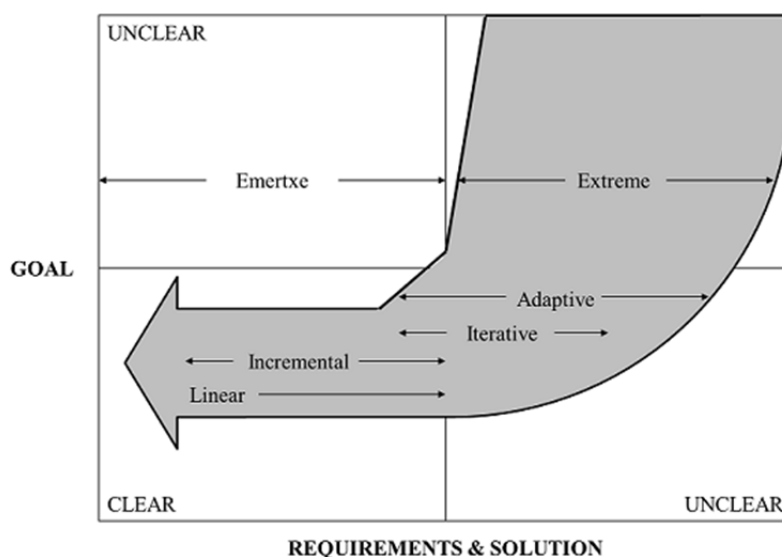 UNCLEAR
Emertxe
Extreme
GOAL
Adaptive
Iterative
Incremental
Linear
CLEAR
UNCLEAR
REQUIREMENTS & SOLUTION